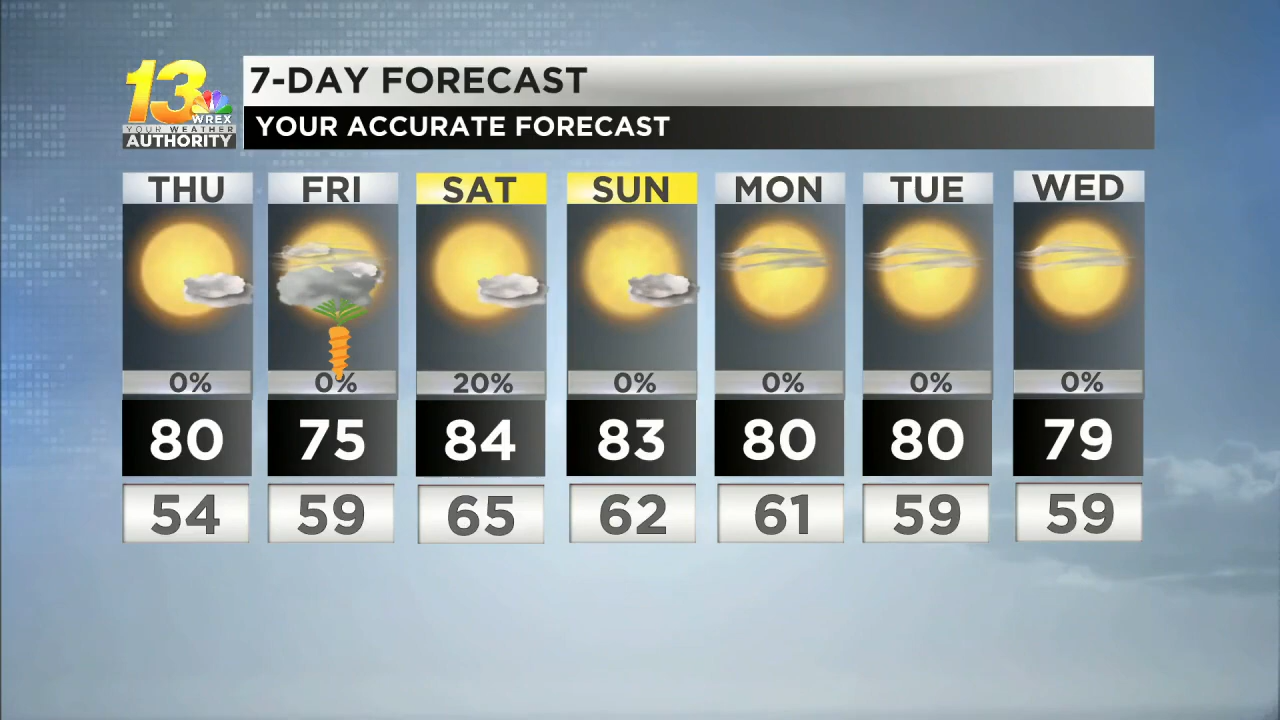 13
WREX
YOUR WEATHER
AUTHORITY
7-DAY FORECAST
YOUR ACCURATE FORECAST
THU FRI SAT SUN MON TUE WED
0% 0% 20% 0% 0% 0% 0%
80 75 84 83 80 80 79
54 59 65 62 61 59 59